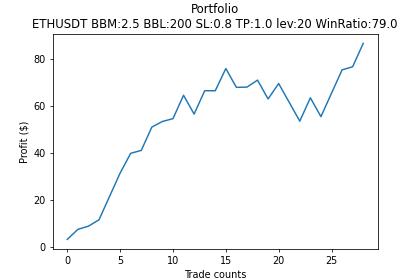 Portfolio
ETHUSDT BBM:2.5 BBL:200 SL:0.8 TP:1.0 lev:20 WinRatio:79.0
80
60
40
20
0
Profit ($)
0 5 10 15 20 25
Trade counts